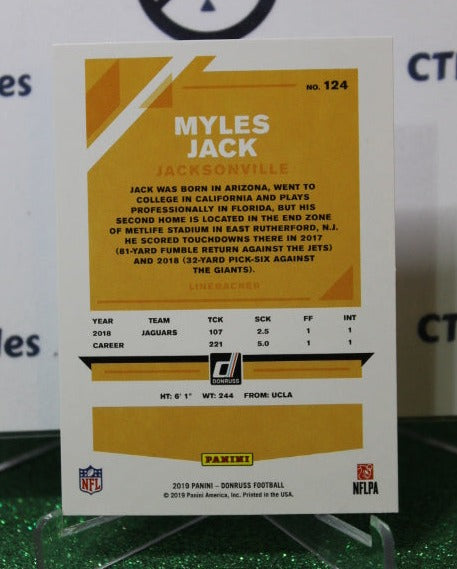 CTI
les
NO. 124
MYLES
JACK
JACKSONVILLE
JACK WAS BORN IN ARIZONA, WENT TO
COLLEGE IN CALIFORNIA AND PLAYS
PROFESSIONALLY IN FLORIDA, BUT HIS
SECOND HOME IS LOCATED IN THE END ZONE
OF METLIFE STADIUM IN EAST RUTHERFORD, N.J.
HE SCORED TOUCHDOWNS THERE IN 2017
(81-YARD FUMBLE RETURN AGAINST THE JETS)
AND 2018 (32-YARD PICK-SIX AGAINST
THE GIANTS).
LINEBACKER
YEAR TEAM TCK SCK FF INT
2018 JAGUARS 107 2.5 1 1
CAREER 221 5.0 1 1
CT
les
d
DONRUSS
HT: 6' 1" WT: 244 FROM: UCLA
PANINI
NFL
NFLPA
2019 PANINI – DONRUSS FOOTBALL
© 2019 Panini America, Inc. Printed in the USA.